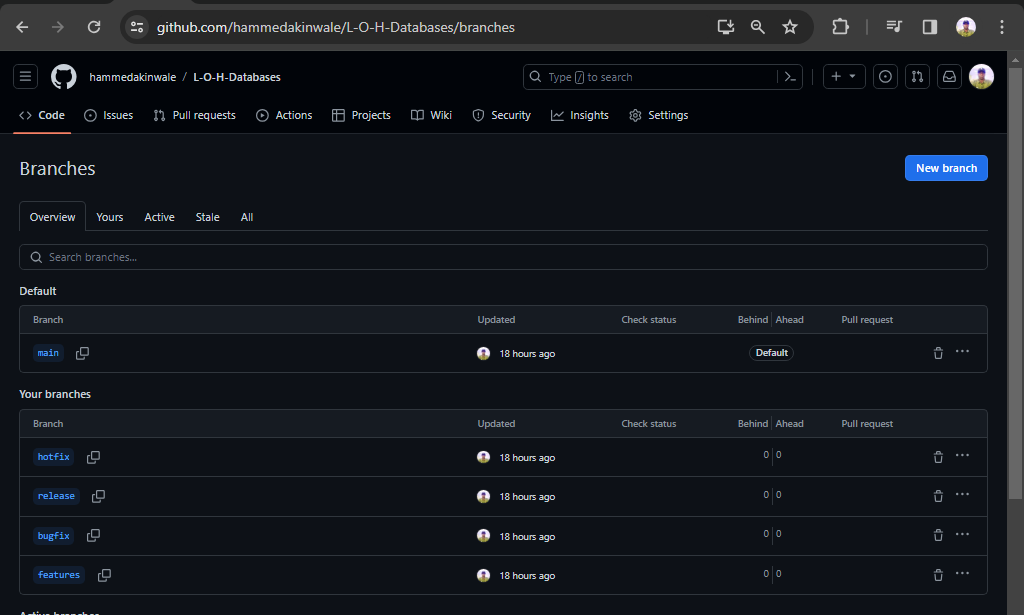 github.com/hammedakinwale/L-O-H-Databases/branches
hammedakinwale / L-O-H-Databases
Type / to search
Code Issues Pull requests Actions Projects Wiki Security Insights Settings
Branches
New branch
Overview Yours Active Stale All
Search branches...
Default
Branch Updated Check status Behind Ahead Pull request
main 18 hours ago Default
Your branches
Branch Updated Check status Behind Ahead Pull request
hotfix 18 hours ago 0 0
release 18 hours ago 0 0
bugfix 18 hours ago 0 0
features 18 hours ago 0 0
Active branches